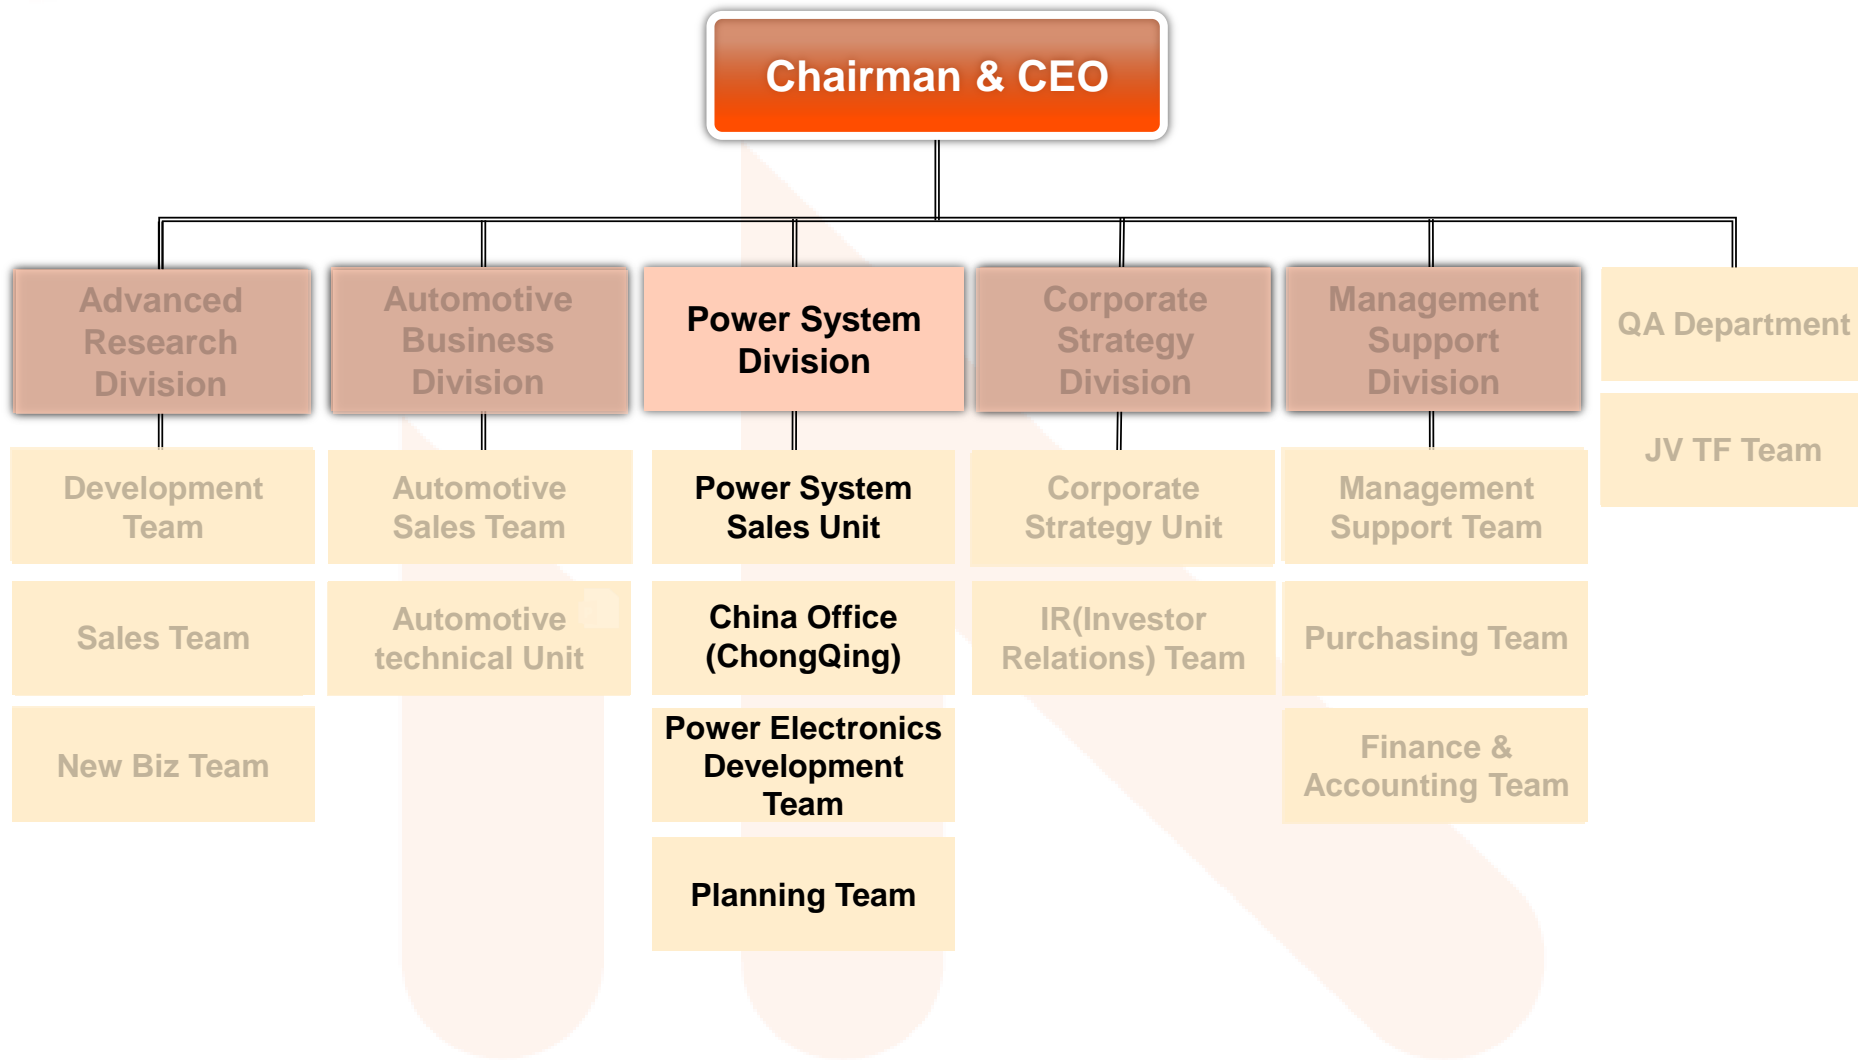 Chairman & CEO
Advanced
Research
Division
Automotive
Business
Division
Power System
Division
Corporate
Strategy
Division
Management
Support
Division
QA Department
JV TF Team
Development
Team
Sales Team
New Biz Team
Automotive
Sales Team
Automotive
technical Unit
Power System
Sales Unit
China Office
(ChongQing)
Power Electronics
Development
Team
Planning Team
Corporate
Strategy Unit
IR(Investor
Relations) Team
Management
Support Team
Purchasing Team
Finance &
Accounting Team